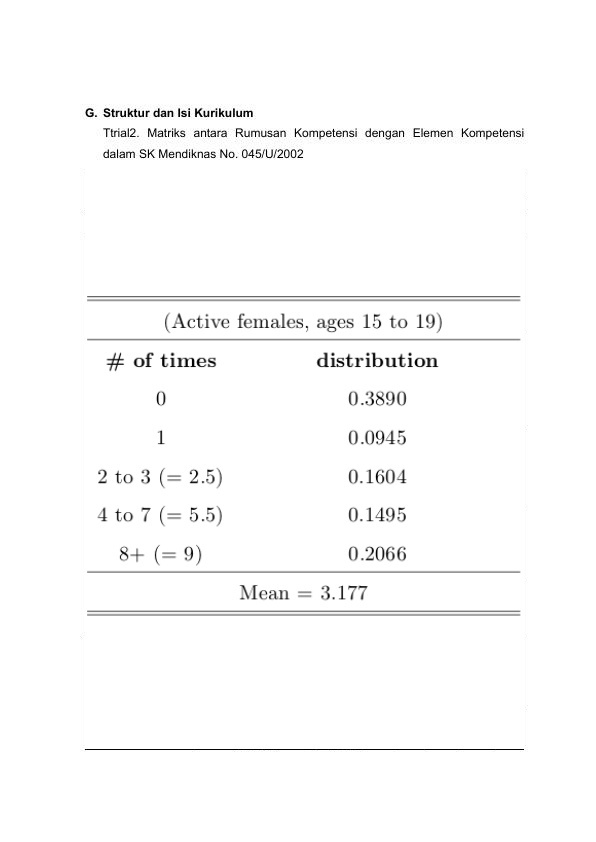 G. Struktur dan Isi Kurikulum
Ttrial2. Matriks antara Rumusan Kompetensi dengan Elemen Kompetensi
dalam SK Mendiknas No. 045/U/2002
(Active females, ages 15 to 19)
# of times distribution
0 0.3890
1 0.0945
2 to 3 (= 2.5) 0.1604
4 to 7 (= 5.5) 0.1495
8+ (= 9) 0.2066
Mean = 3.177